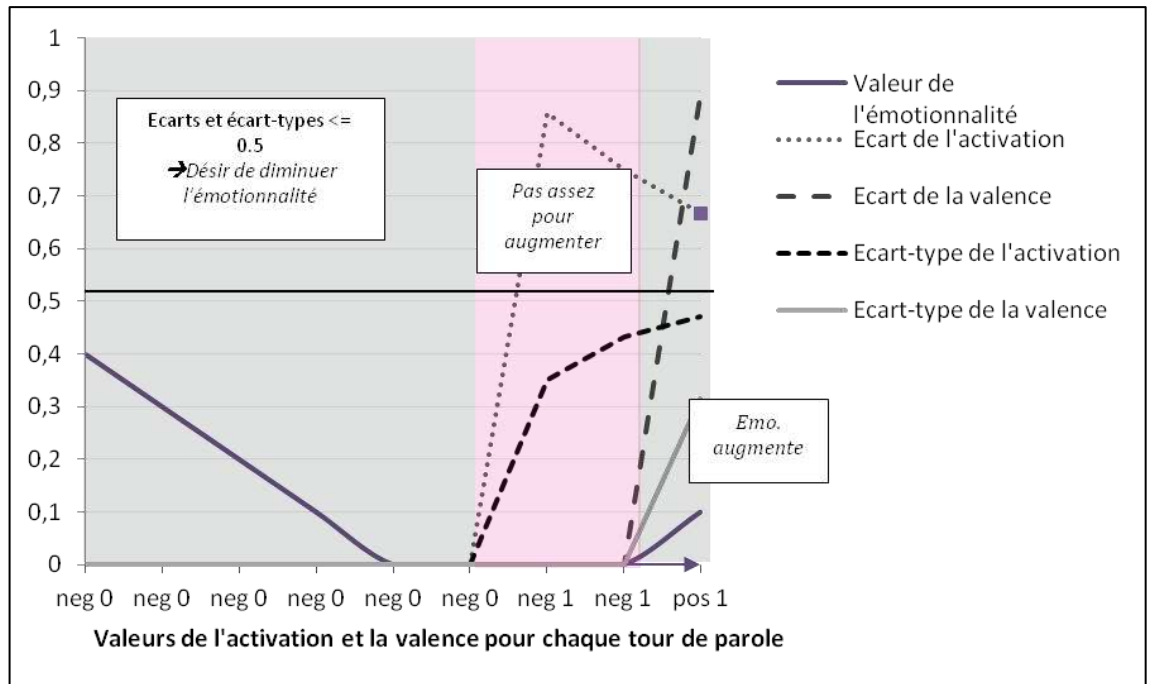 1
0,9
0,8
0,7
0,6
0,5
0,4
0,3
0,2
0,1
0
Ecarts et écart-types <=
0.5
➔Désir de diminuer
l'émotionnalité
Pas assez
pour
augmenter
Emo.
augmente
neg 0 neg 0 neg 0 neg 0 neg 0 neg 0 neg 1 neg 1 pos 1
Valeurs de l'activation et la valence pour chaque tour de parole
Valeur de
l'émotionnalité
Ecart de l'activation
Ecart de la valence
Ecart-type de l'activation
Ecart-type de la valence